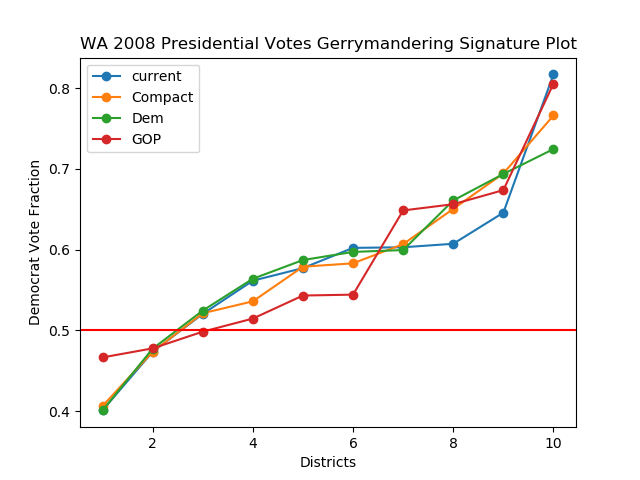 WA 2008 Presidential Votes Gerrymandering Signature Plot
current
Compact
Dem
GOP
0.8
0.7
0.6
0.5
0.4
Democrat Vote Fraction
2
4
6
8
10
Districts